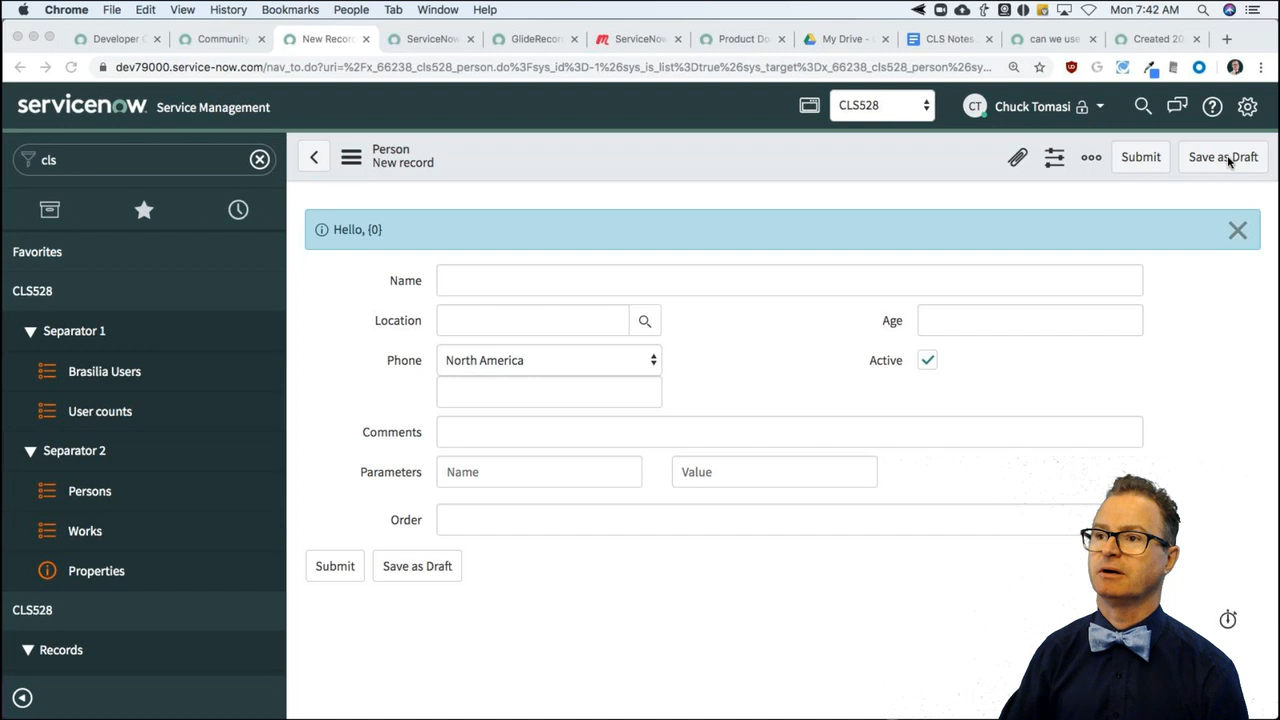 Chrome File Edit View History Bookmarks People Tab Window Help Mon 7:42 AM
Developer C Community New Record ServiceNow GlideRecord ServiceNow Product Do My Drive - CLS Notes can we use Created 20
dev79000.service-now.com/nav_to.do?uri=%2Fx_66238_cls528_person.do%3Fsys_id%3D-1%26sys_is_list%3Dtrue%26sys_target%3Dx_66238_cls528_person%26sy...
servicenow Service Management CLS528 CT Chuck Tomasi
cls
Person
New record
Submit Save as Draft
Hello, {0}
Favorites
CLS528
Separator 1
Brasilia Users
User counts
Separator 2
Persons
Works
Properties
CLS528
Records
Name
Location Age
Phone North America Active
Comments
Parameters Name Value
Order
Submit Save as Draft